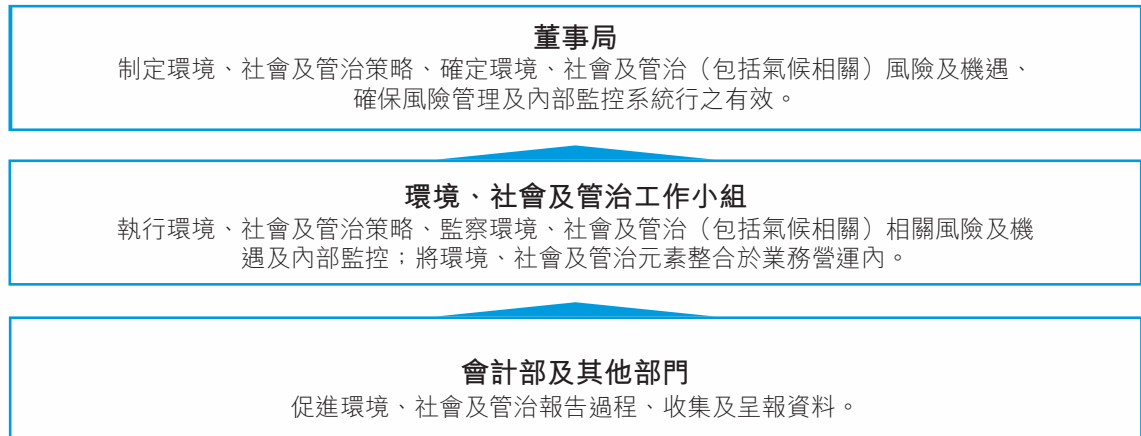 董事局
制定環境、社會及管治策略、確定環境、社會及管治（包括氣候相關）風險及機遇、
確保風險管理及內部監控系統行之有效。
環境、社會及管治工作小組
執行環境、社會及管治策略、監察環境、社會及管治（包括氣候相關）相關風險及機
遇及內部監控；將環境、社會及管治元素整合於業務營運內。
會計部及其他部門
促進環境、社會及管治報告過程、收集及呈報資料。